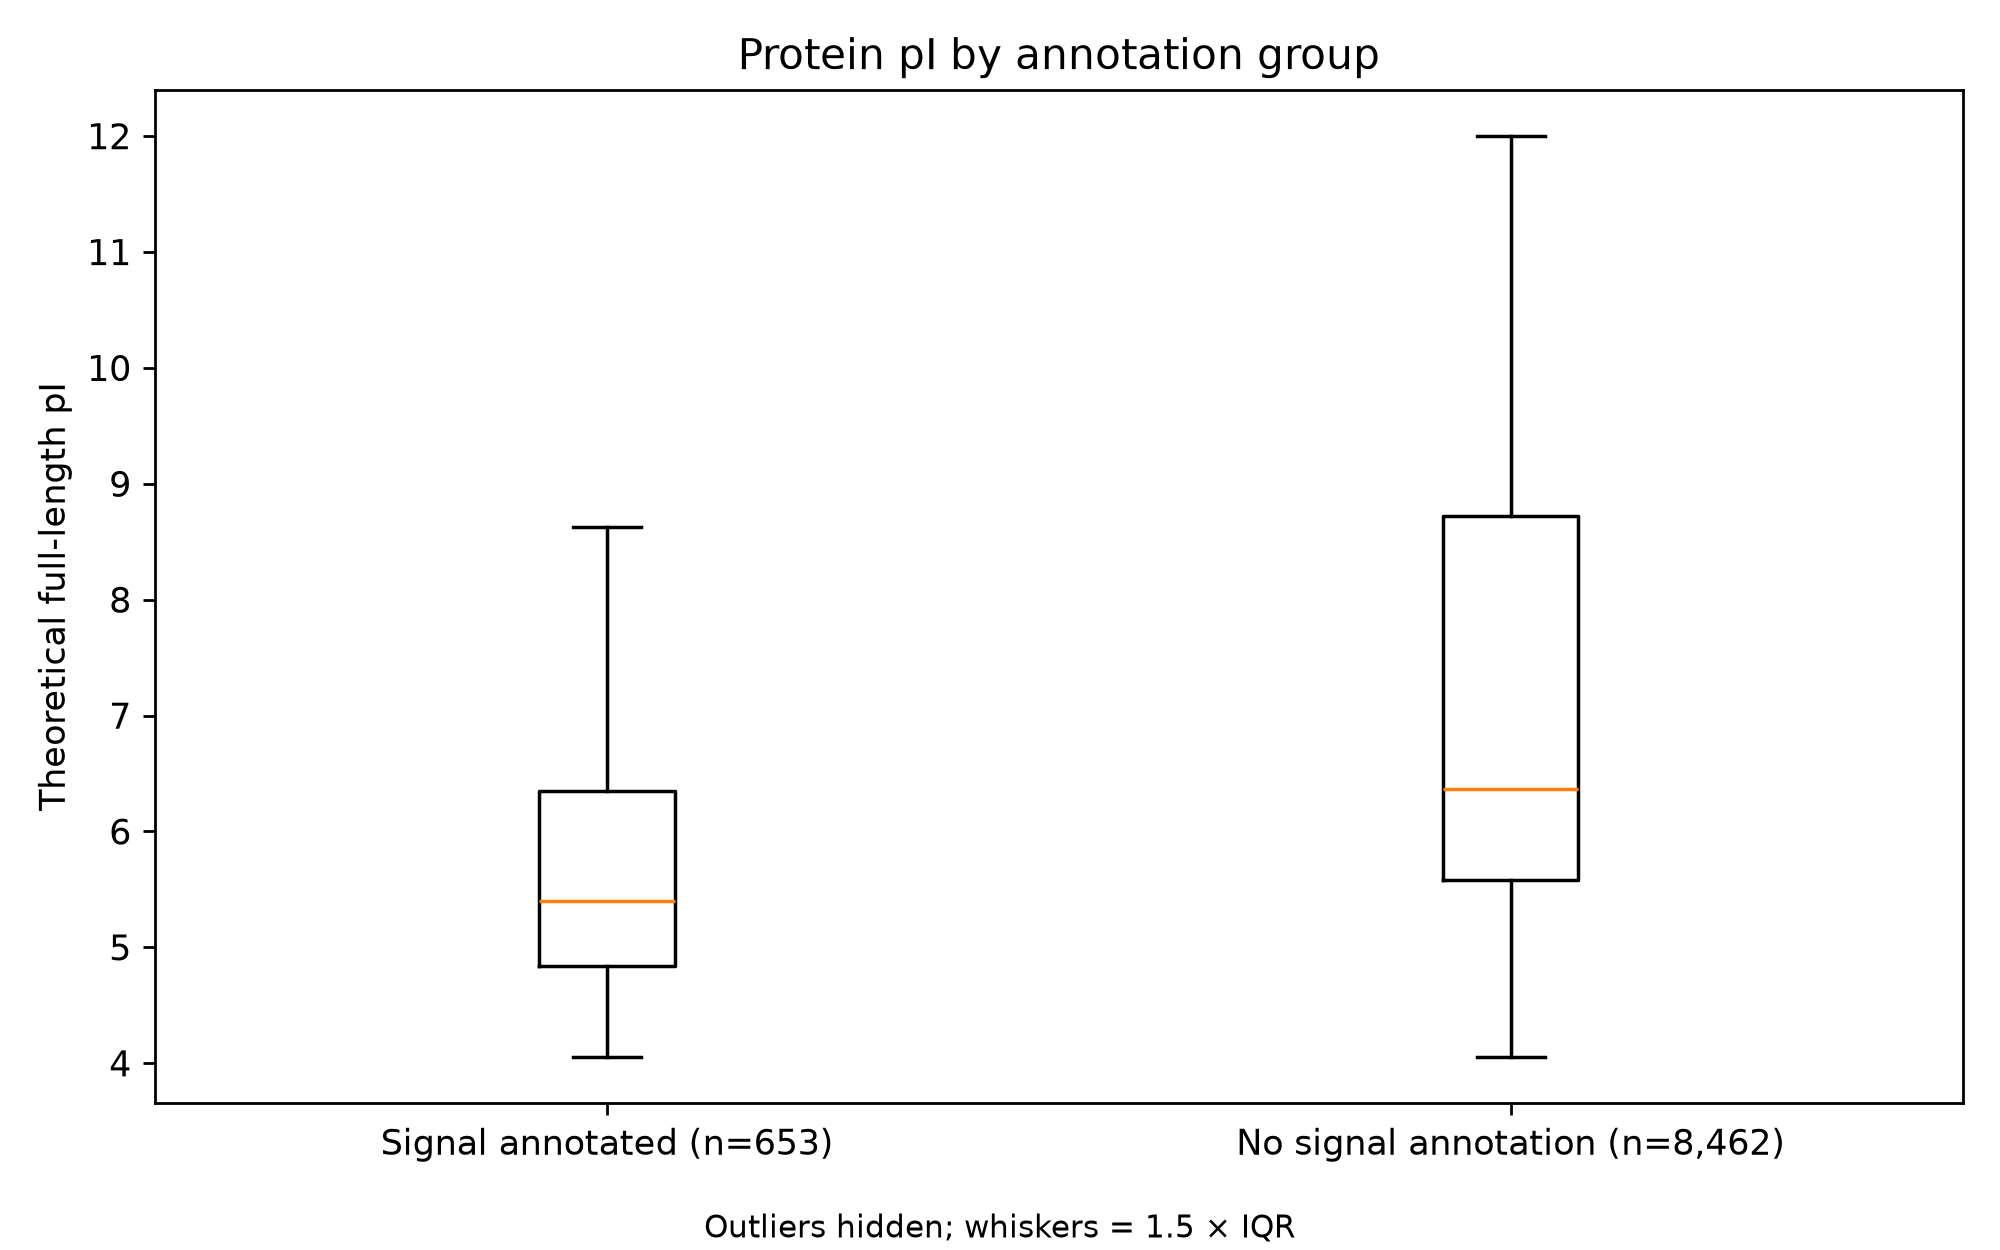 Protein pI by annotation group
Theoretical full-length pI
12
11
10
9
8
7
6
5
4
Signal annotated (n=653)
No signal annotation (n=8,462)
Outliers hidden; whiskers = 1.5 × IQR